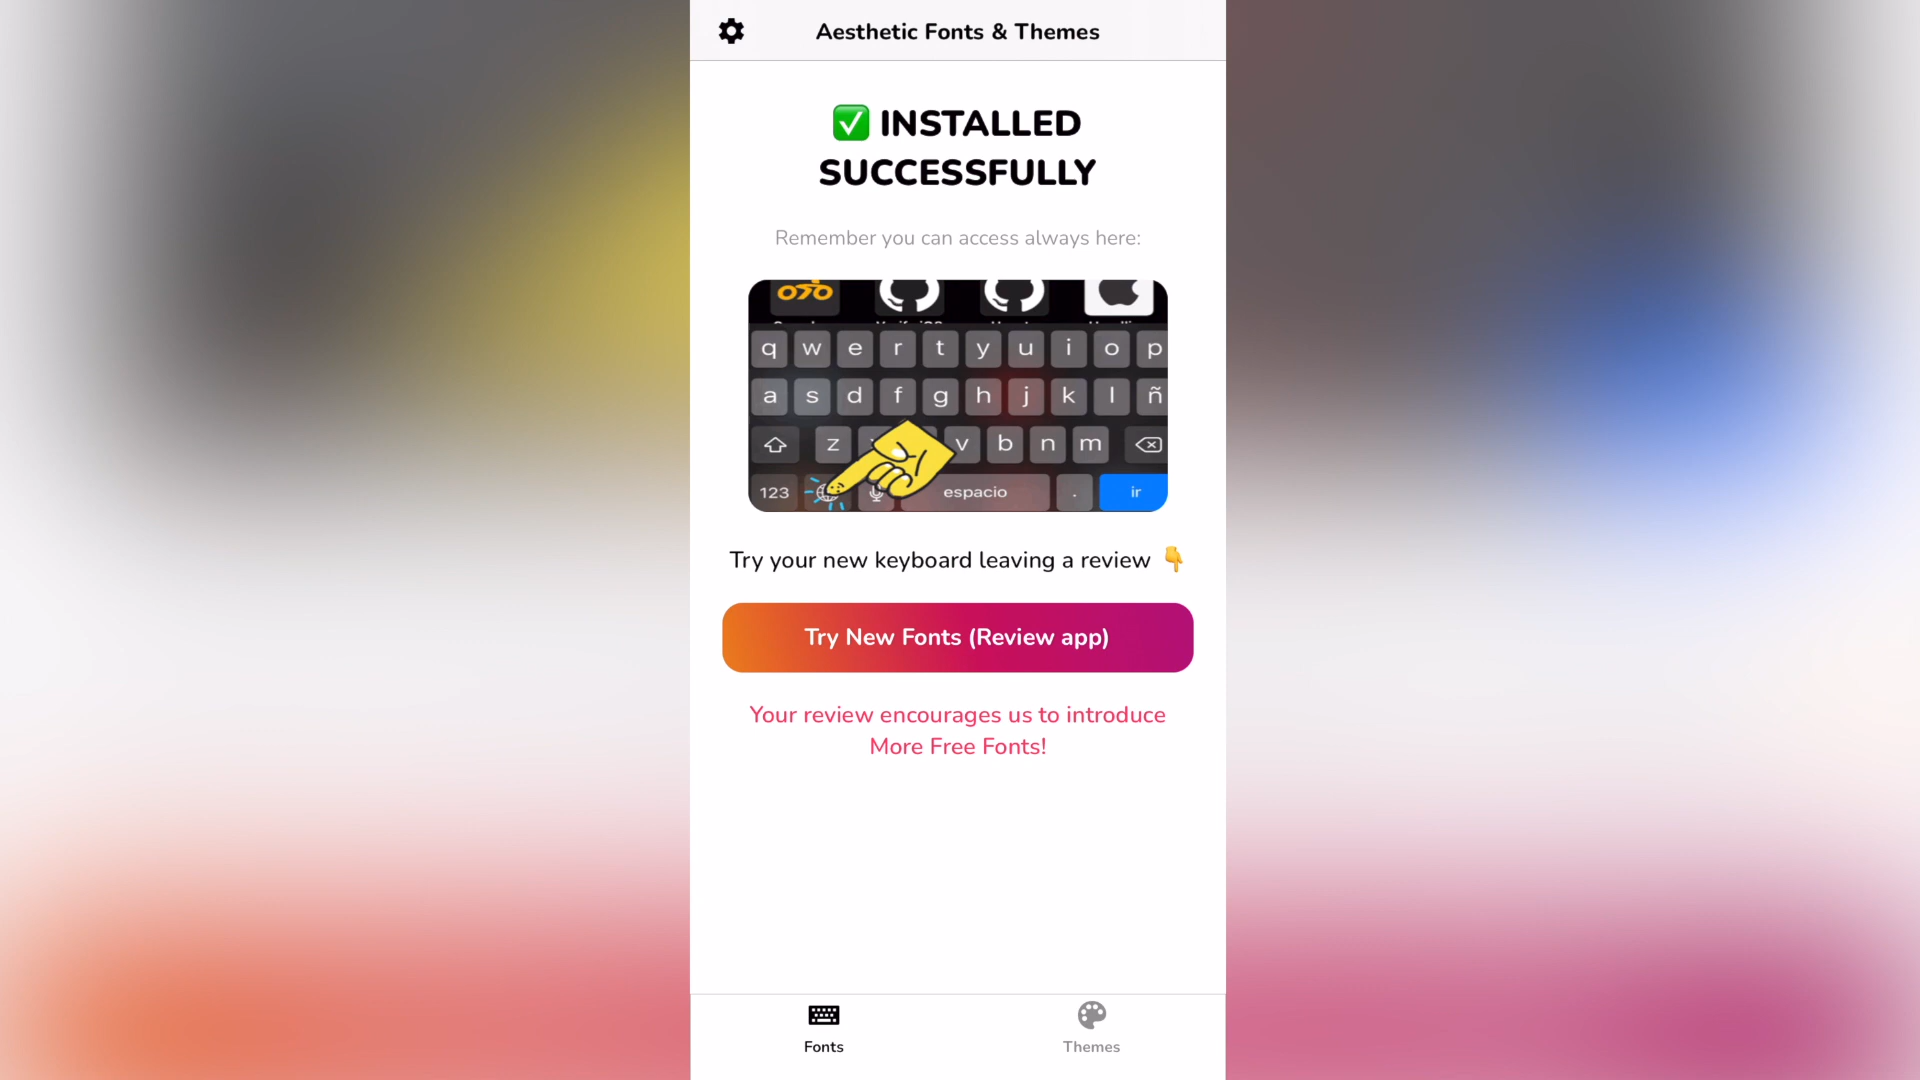 Aesthetic Fonts & Themes
✅ INSTALLED
SUCCESSFULLY
Remember you can access always here:
q w e r t y u i o p
a s d f g h j k l ñ
z v b n m
123 espacio . ir
Try your new keyboard leaving a review 👇
Try New Fonts (Review app)
Your review encourages us to introduce
More Free Fonts!
Fonts
Themes